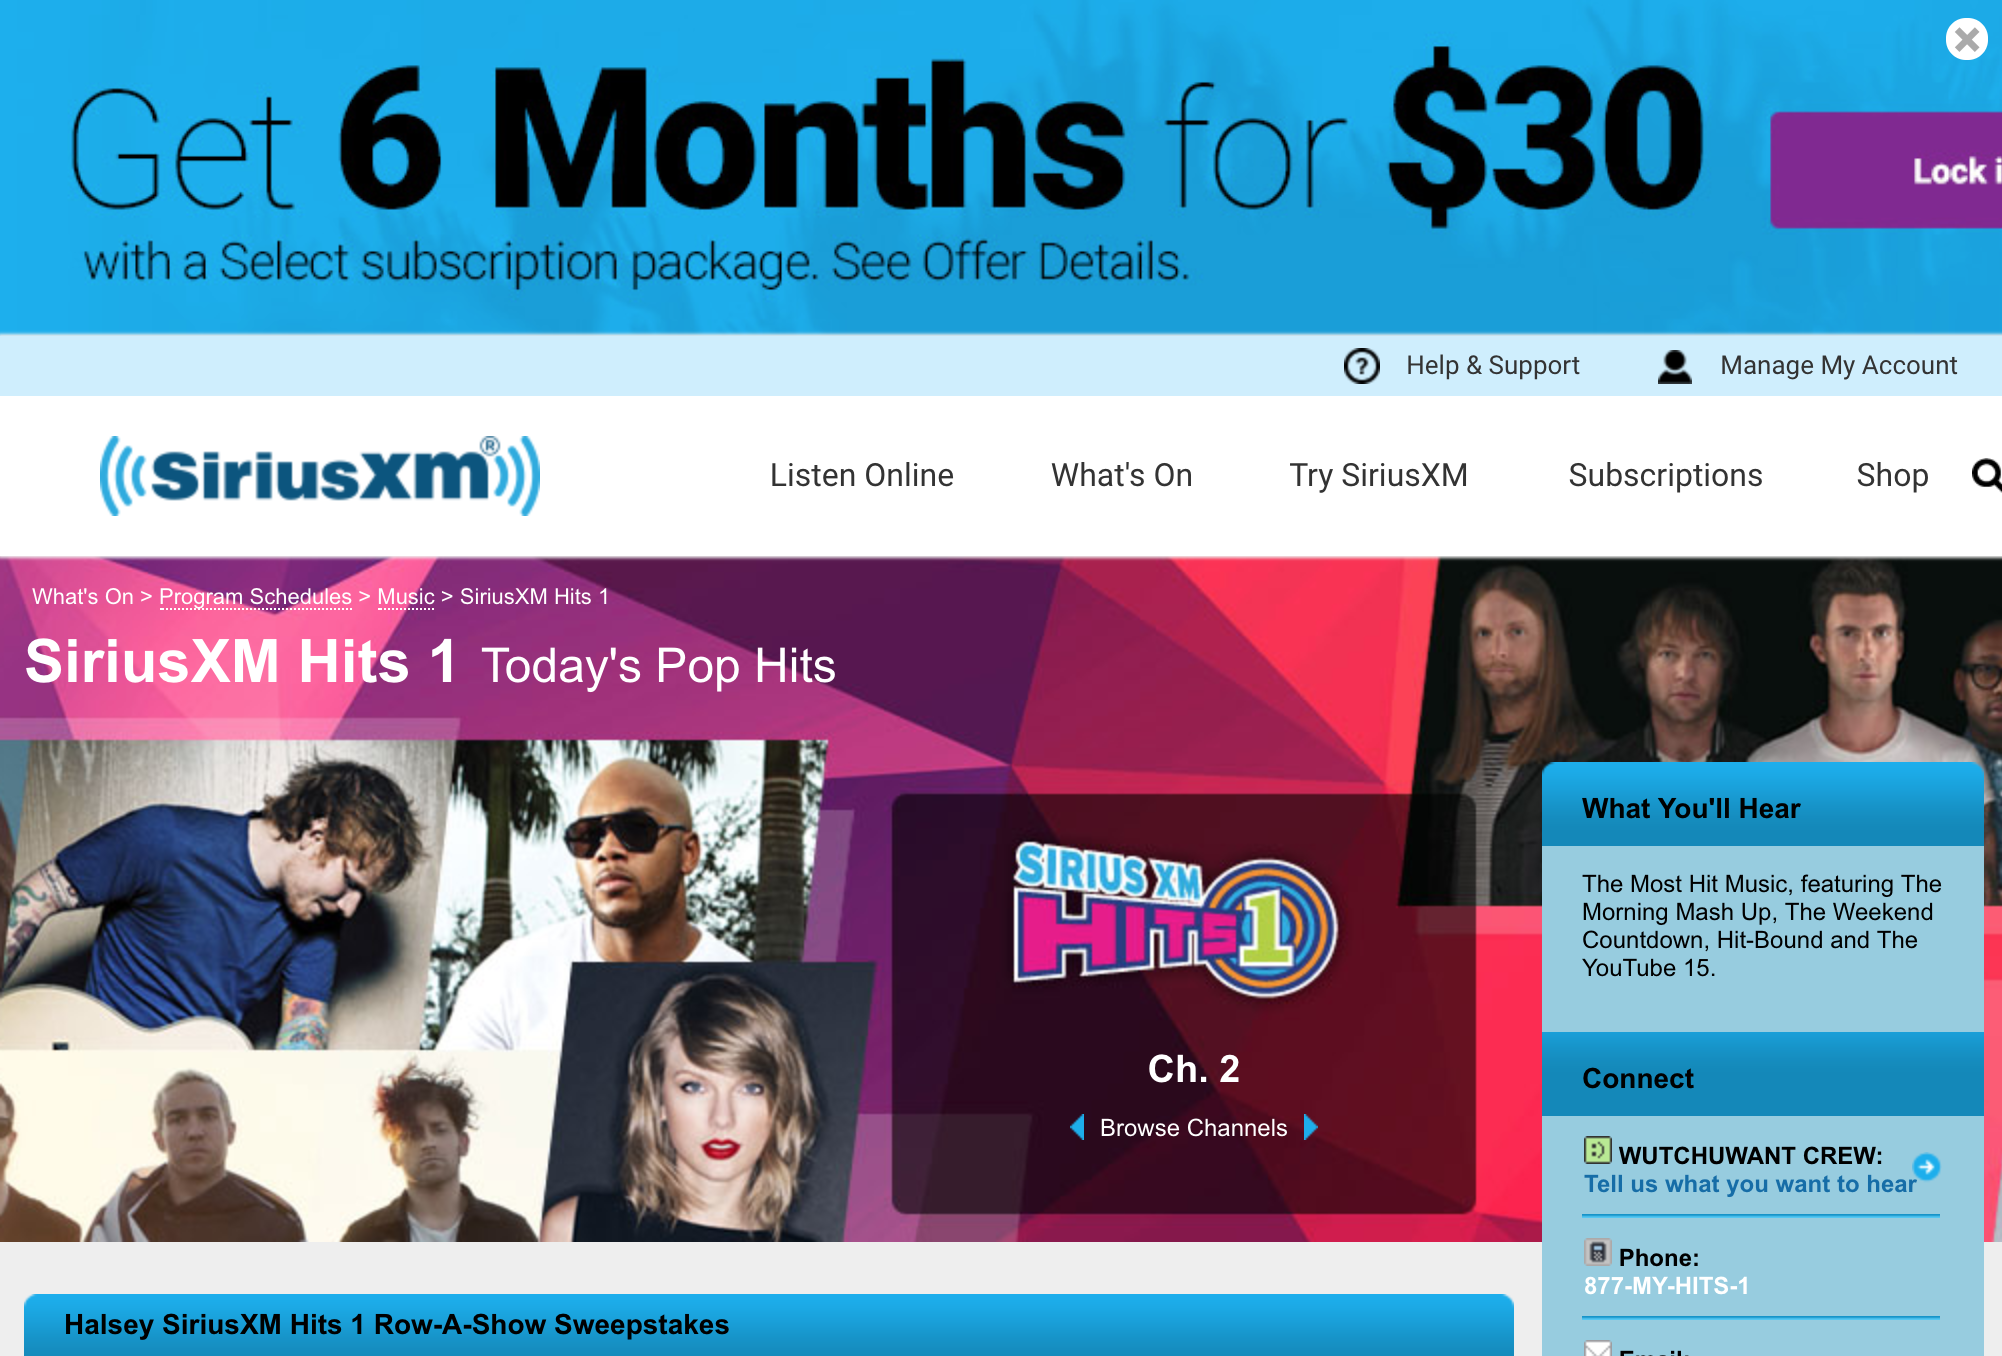 Get 6 Months for $30
with a Select subscription package. See Offer Details.
Lock
Help & Support
Manage My Account
SiriusXM®
Listen Online
What's On
Try SiriusXM
Subscriptions
Shop
What's On > Program Schedules > Music > SiriusXM Hits 1
SiriusXM Hits 1 Today's Pop Hits
SIRIUS XM
HITS 1
Ch. 2
Browse Channels
What You'll Hear
The Most Hit Music, featuring The
Morning Mash Up, The Weekend
Countdown, Hit-Bound and The
YouTube 15.
Connect
WUTCHUWANT CREW:
Tell us what you want to hear
Phone:
877-MY-HITS-1
Email:
Halsey SiriusXM Hits 1 Row-A-Show Sweepstakes